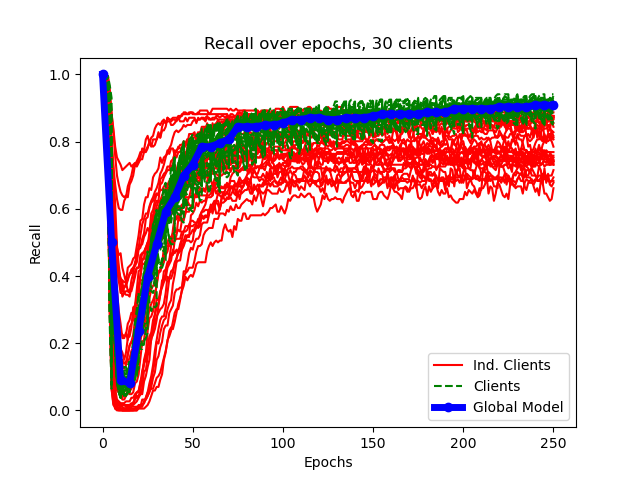 Recall over epochs, 30 clients
1.0
0.8
0.6
0.4
0.2
0.0
Recall
0 50 100 150 200 250
Epochs
Ind. Clients
Clients
Global Model